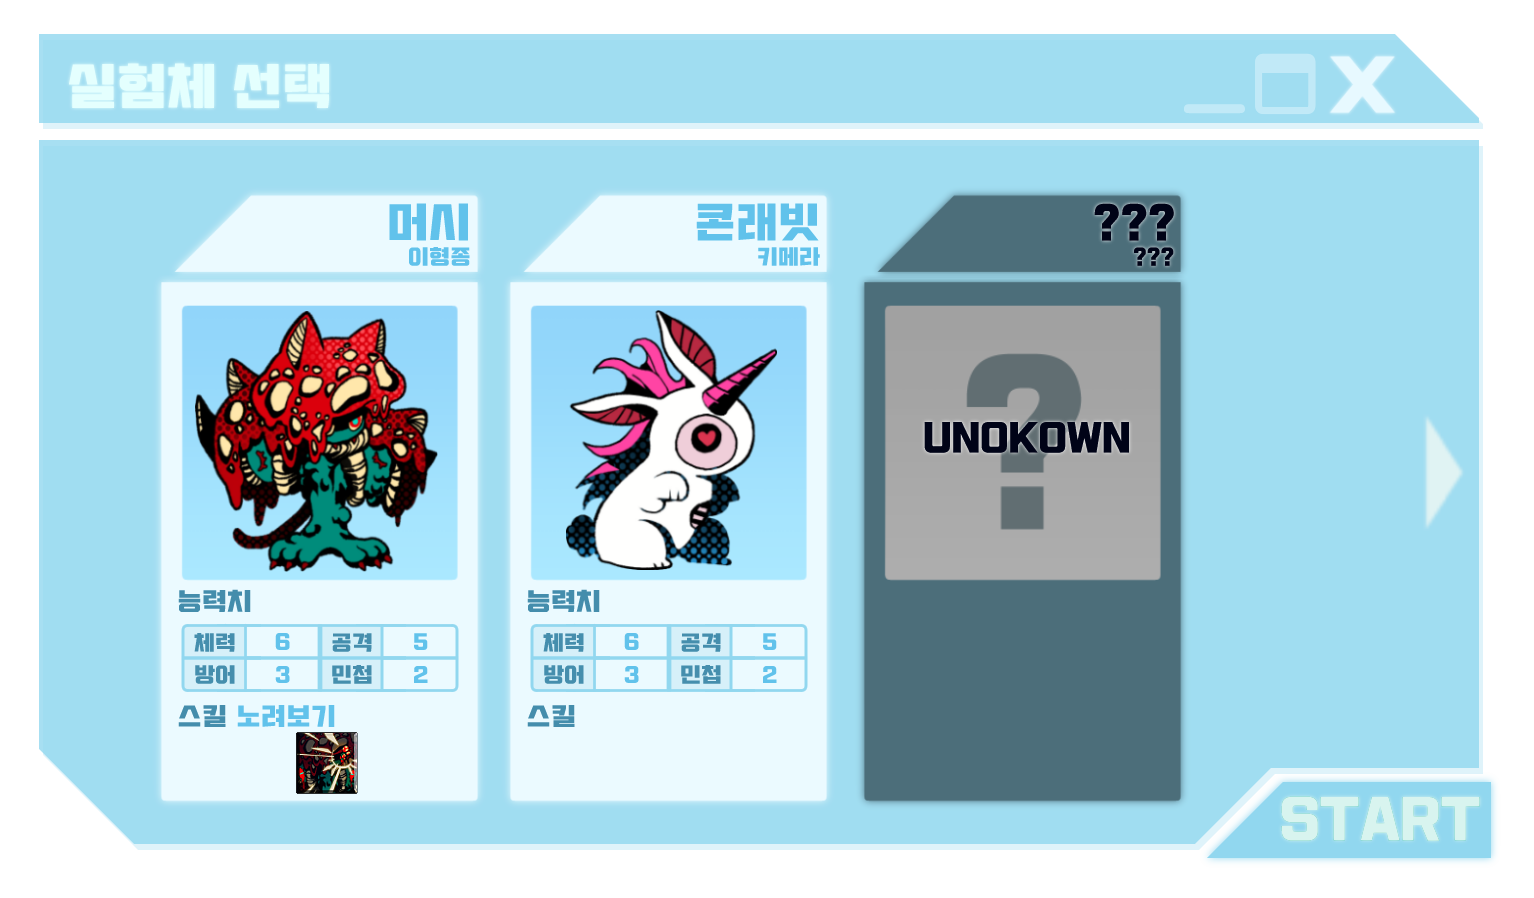 실험체 선택
X
머시
이형종
능력치
체력 6 공격 5
방어 3 민첩 2
스킬 노려보기
콘래빗
키메라
능력치
체력 6 공격 5
방어 3 민첩 2
스킬
???
???
?
UNOKOWN
START